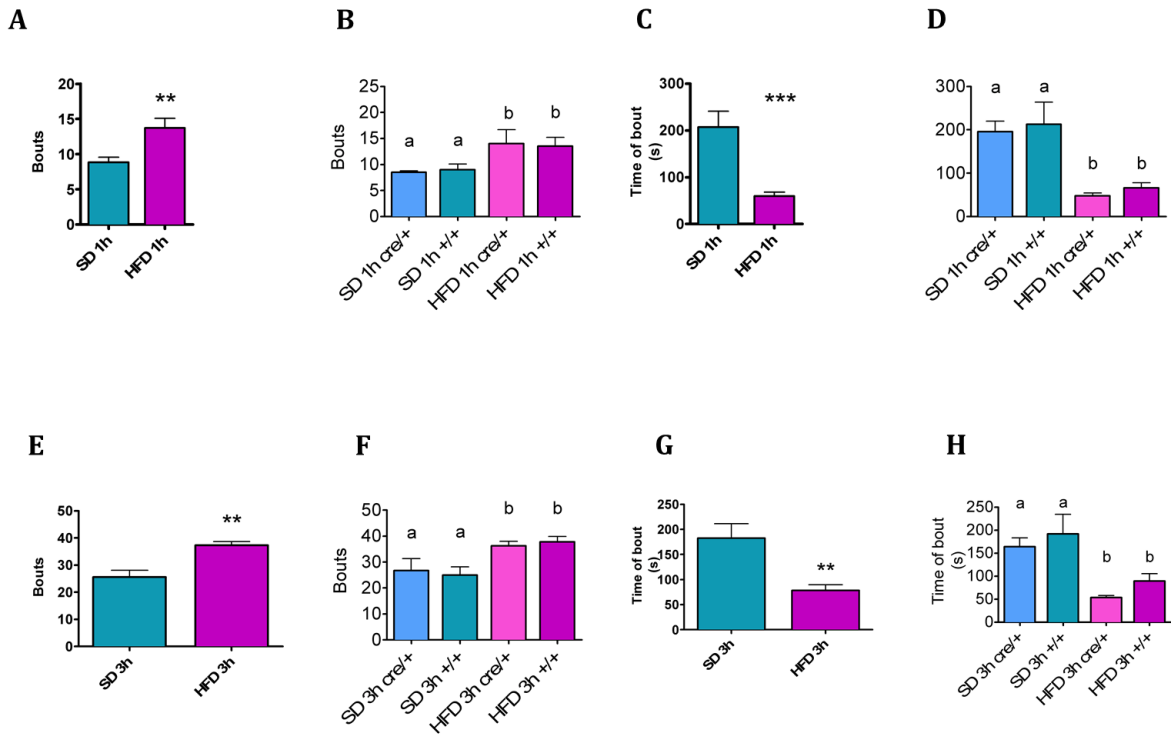 A
B
C
D
20
15
10
5
0
Bouts
**
SD 1h
HFD 1h
25
20
15
10
5
0
Bouts
a
a
b
b
SD 1h cre/+
SD 1h +/+
HFD 1h cre/+
HFD 1h +/+
300
200
100
0
Time of bout
(s)
***
SD 1h
HFD 1h
300
200
100
0
a
a
b
b
SD 1h cre/+
SD 1h +/+
HFD 1h cre/+
HFD 1h +/+
E
F
G
H
50
40
30
20
10
0
Bouts
**
SD 3h
HFD 3h
50
40
30
20
10
0
Bouts
a
a
b
b
SD 3h cre/+
SD 3h +/+
HFD 3h cre/+
HFD 3h +/+
250
200
150
100
50
0
Time of bout
(s)
**
SD 3h
HFD 3h
250
200
150
100
50
0
Time of bout
(s)
a
a
b
b
SD 3h cre/+
SD 3h +/+
HFD 3h cre/+
HFD 3h +/+